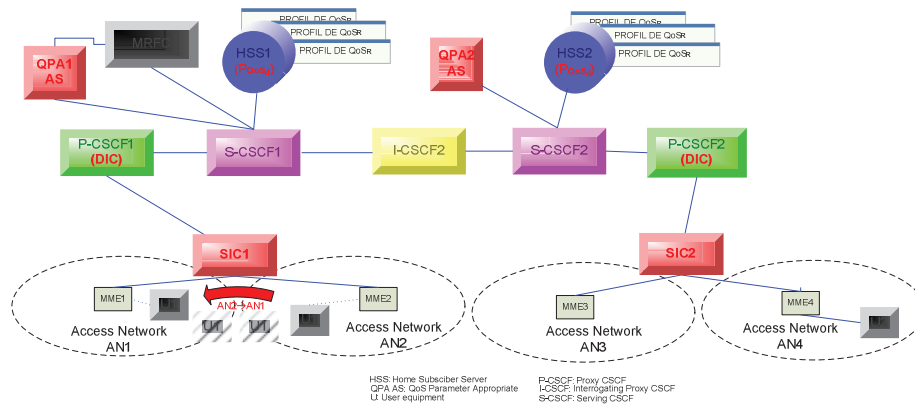 PROFIL DE QoSR
PROFIL DE QoSR
PROFIL DE QoSR
PROFIL DE QoSR
PROFIL DE QoSR
PROFIL DE QoSR
MRFC
HSS1
HSS2
QPA1
AS
QPA2
AS
P-CSCF1
(DIC)
S-CSCF1
I-CSCF2
S-CSCF2
P-CSCF2
(DIC)
SIC1
SIC2
MME1
AN2→AN1
MME2
MME3
MME4
U1
U1
Access Network
AN1
Access Network
AN2
Access Network
AN3
Access Network
AN4
HSS: Home Subsciber Server
QPA AS: QoS Parameter Appropriate
U: User equipment
P-CSCF: Proxy CSCF
I-CSCF: Interrogating Proxy CSCF
S-CSCF: Serving CSCF